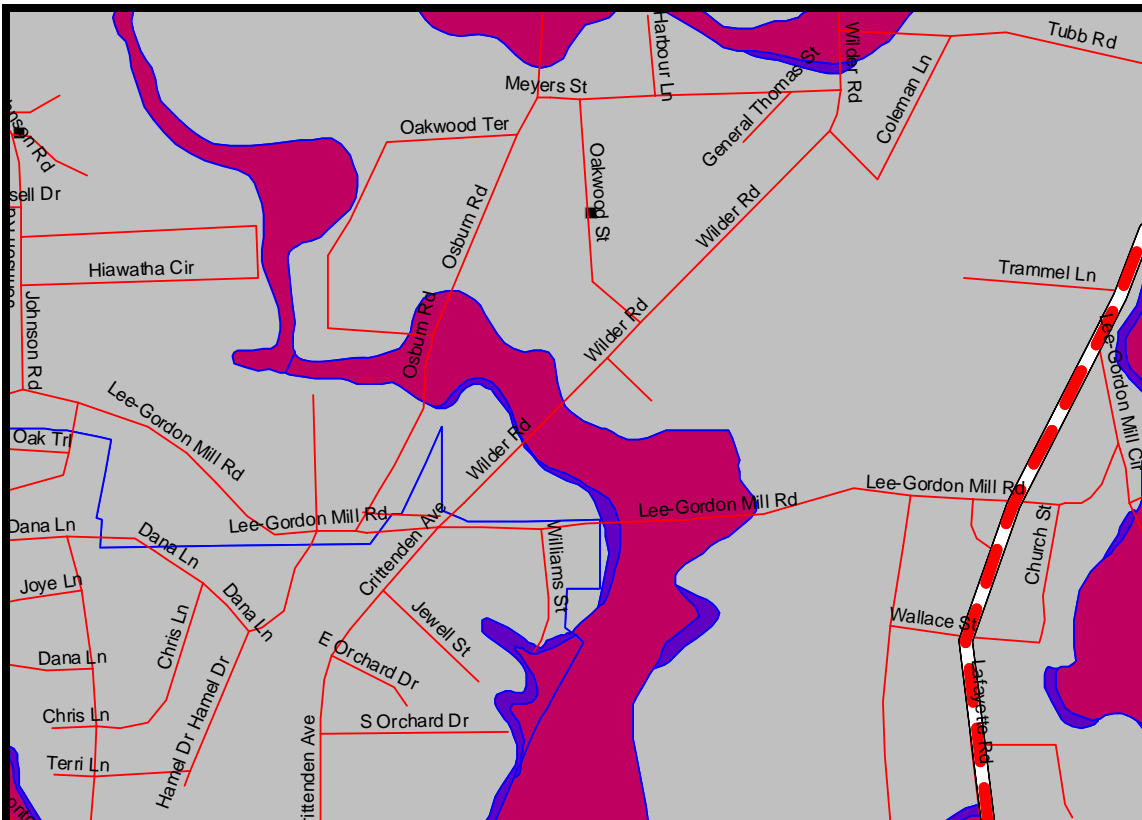 Harbour Ln
Wilder Rd
Tubb Rd
Meyers St
General Thomas St
Coleman Ln
Oakwood Ter
Oakwood St
sell Dr
Osburn Rd
Wilder Rd
Hiawatha Cir
Trammel Ln
Johnson Rd
Osburn Rd
Wilder Rd
Lee-Gordon Mill Cir
Lee-Gordon Mill Rd
Oak Trl
Wilder Rd
Lee-Gordon Mill Rd
Lee-Gordon Mill Rd
Lee-Gordon Mill Rd
Dana Ln
Dana Ln
Crittenden Ave
Williams St
Church St
Joye Ln
Chris Ln
Dana Ln
Jewell St
Wallace St
Dana Ln
E Orchard Dr
Hamel Dr
Lafayette Rd
Chris Ln
S Orchard Dr
Terri Ln
Hamel Dr
rittenden Ave